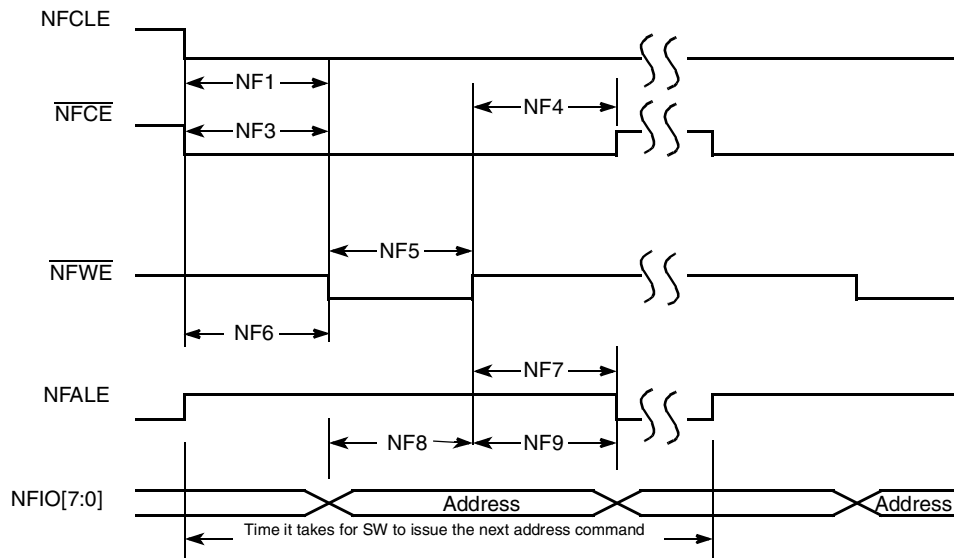 NFCLE
NF1
NF4
NFCE
NF3
NF5
NFWE
NF6
NF7
NFALE
NF8
NF9
NFIO[7:0]
Address
Address
Time it takes for SW to issue the next address command